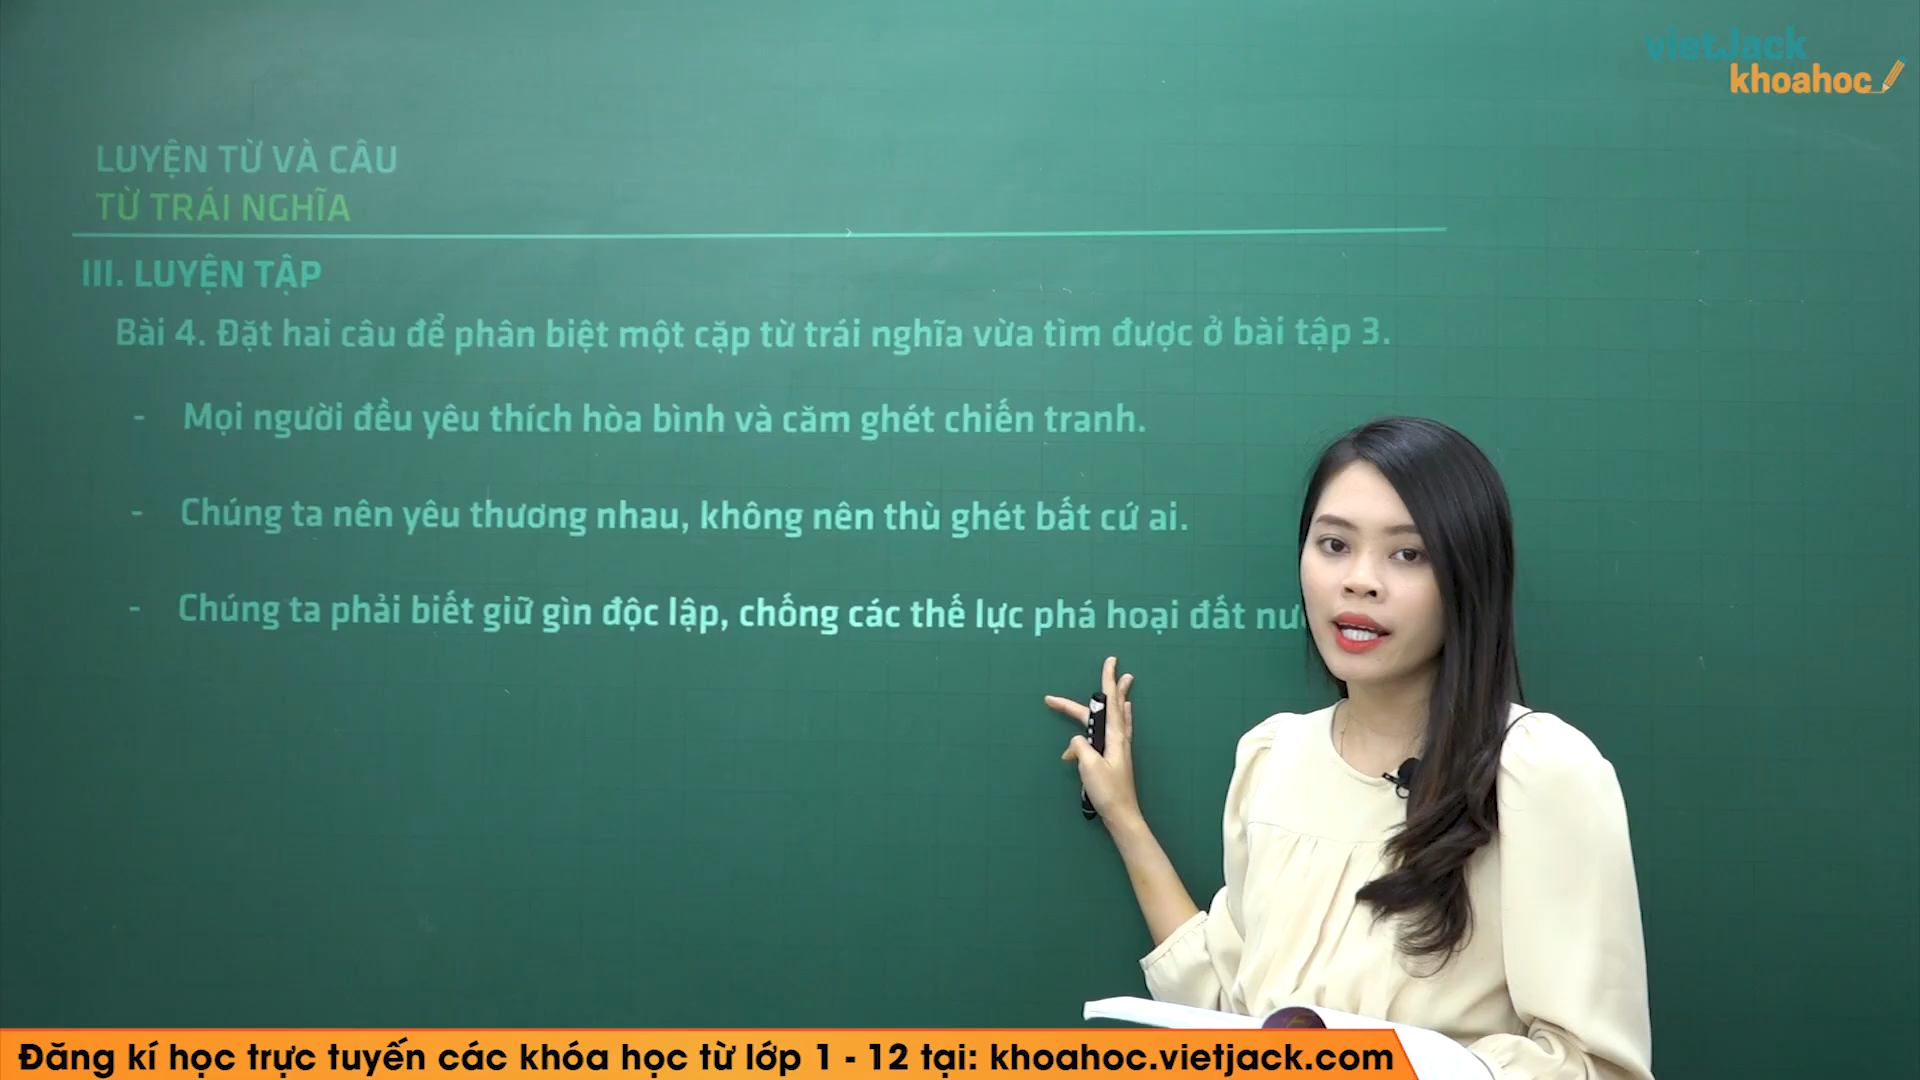 vietJack
khoahoc
LUYỆN TỪ VÀ CÂU
TỪ TRÁI NGHĨA
III. LUYỆN TẬP
Bài 4. Đặt hai câu để phân biệt một cặp từ trái nghĩa vừa tìm được ở bài tập 3.
- Mọi người đều yêu thích hòa bình và căm ghét chiến tranh.
- Chúng ta nên yêu thương nhau, không nên thù ghét bất cứ ai.
- Chúng ta phải biết giữ gìn độc lập, chống các thế lực phá hoại đất
Đăng kí học trực tuyến các khóa học từ lớp 1 - 12 tại: khoahoc.vietjack.com